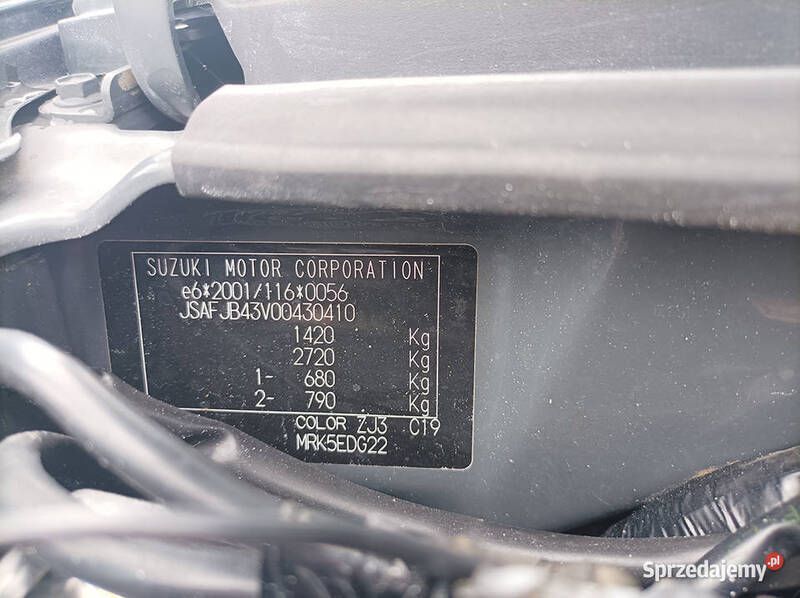 SUZUKI MOTOR CORPORATION
e6*2001/116*0056
JSAFJB43V00430410
1420 Kg
2720 Kg
1- 680 Kg
2- 790 Kg
COLOR ZJ3 C19
MRK5EDG22
Sprzedajemy.pl